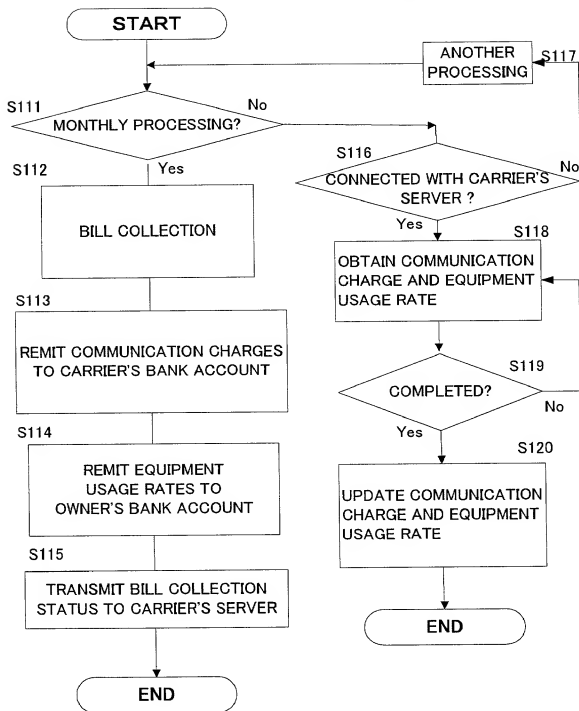 START
ANOTHER
PROCESSING
S117
S111
No
MONTHLY PROCESSING?
S112
Yes
S116
No
CONNECTED WITH CARRIER'S
SERVER ?
Yes
S118
BILL COLLECTION
OBTAIN COMMUNICATION
CHARGE AND EQUIPMENT
USAGE RATE
S113
REMIT COMMUNICATION CHARGES
TO CARRIER'S BANK ACCOUNT
S119
COMPLETED?
No
Yes
S114
REMIT EQUIPMENT
USAGE RATES TO
OWNER'S BANK ACCOUNT
S120
UPDATE COMMUNICATION
CHARGE AND EQUIPMENT
USAGE RATE
S115
TRANSMIT BILL COLLECTION
STATUS TO CARRIER'S SERVER
END
END